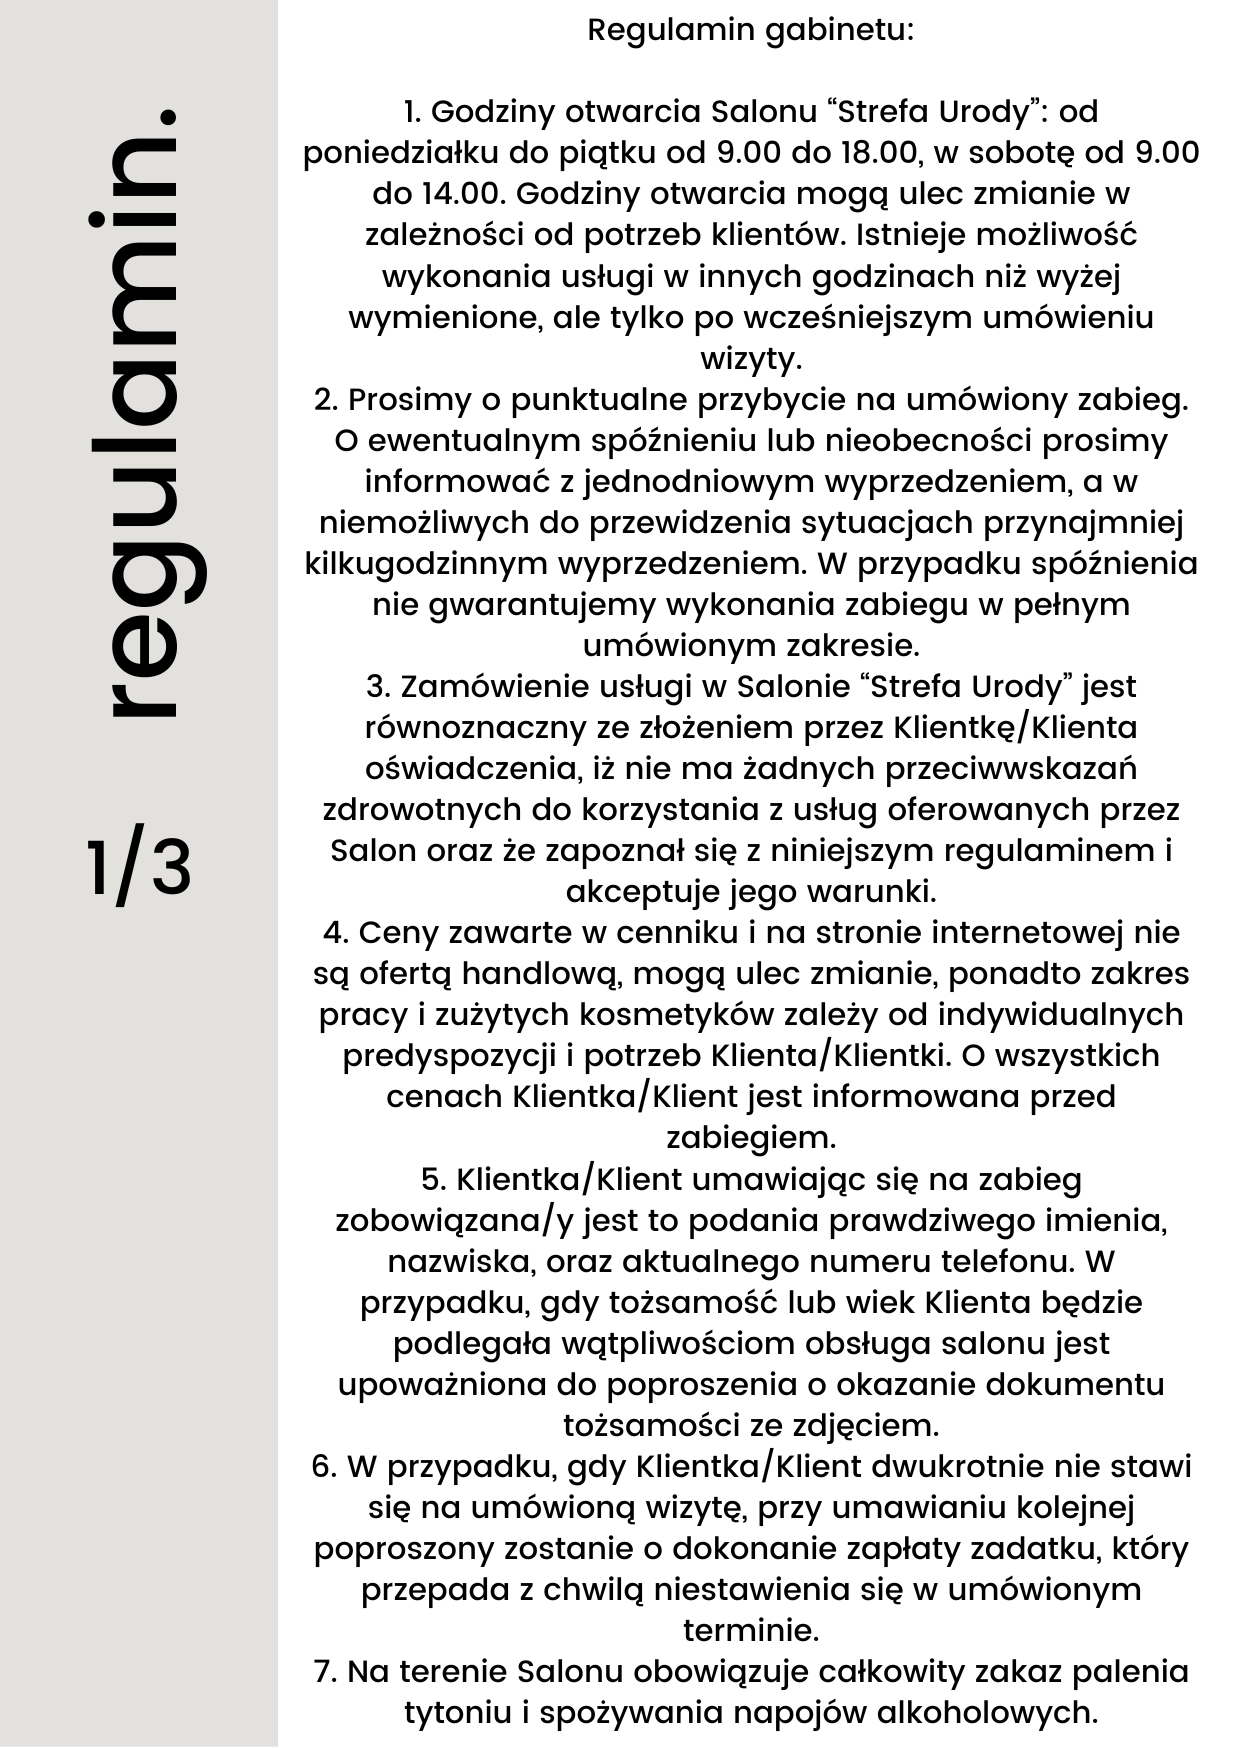 regulamin.
1/3
Regulamin gabinetu:
1. Godziny otwarcia Salonu “Strefa Urody”: od
poniedziałku do piątku od 9.00 do 18.00, w sobotę od 9.00
do 14.00. Godziny otwarcia mogą ulec zmianie w
zależności od potrzeb klientów. Istnieje możliwość
wykonania usługi w innych godzinach niż wyżej
wymienione, ale tylko po wcześniejszym umówieniu
wizyty.
2. Prosimy o punktualne przybycie na umówiony zabieg.
O ewentualnym spóźnieniu lub nieobecności prosimy
informować z jednodniowym wyprzedzeniem, a w
niemożliwych do przewidzenia sytuacjach przynajmniej
kilkugodzinnym wyprzedzeniem. W przypadku spóźnienia
nie gwarantujemy wykonania zabiegu w pełnym
umówionym zakresie.
3. Zamówienie usługi w Salonie “Strefa Urody” jest
równoznaczny ze złożeniem przez Klientkę/Klienta
oświadczenia, iż nie ma żadnych przeciwwskazań
zdrowotnych do korzystania z usług oferowanych przez
Salon oraz że zapoznał się z niniejszym regulaminem i
akceptuje jego warunki.
4. Ceny zawarte w cenniku i na stronie internetowej nie
są ofertą handlową, mogą ulec zmianie, ponadto zakres
pracy i zużytych kosmetyków zależy od indywidualnych
predyspozycji i potrzeb Klienta/Klientki. O wszystkich
cenach Klientka/Klient jest informowana przed
zabiegiem.
5. Klientka/Klient umawiając się na zabieg
zobowiązana/y jest to podania prawdziwego imienia,
nazwiska, oraz aktualnego numeru telefonu. W
przypadku, gdy tożsamość lub wiek Klienta będzie
podlegała wątpliwościom obsługa salonu jest
upoważniona do poproszenia o okazanie dokumentu
tożsamości ze zdjęciem.
6. W przypadku, gdy Klientka/Klient dwukrotnie nie stawi
się na umówioną wizytę, przy umawianiu kolejnej
poproszony zostanie o dokonanie zapłaty zadatku, który
przepada z chwilą niestawienia się w umówionym
terminie.
7. Na terenie Salonu obowiązuje całkowity zakaz palenia
tytoniu i spożywania napojów alkoholowych.